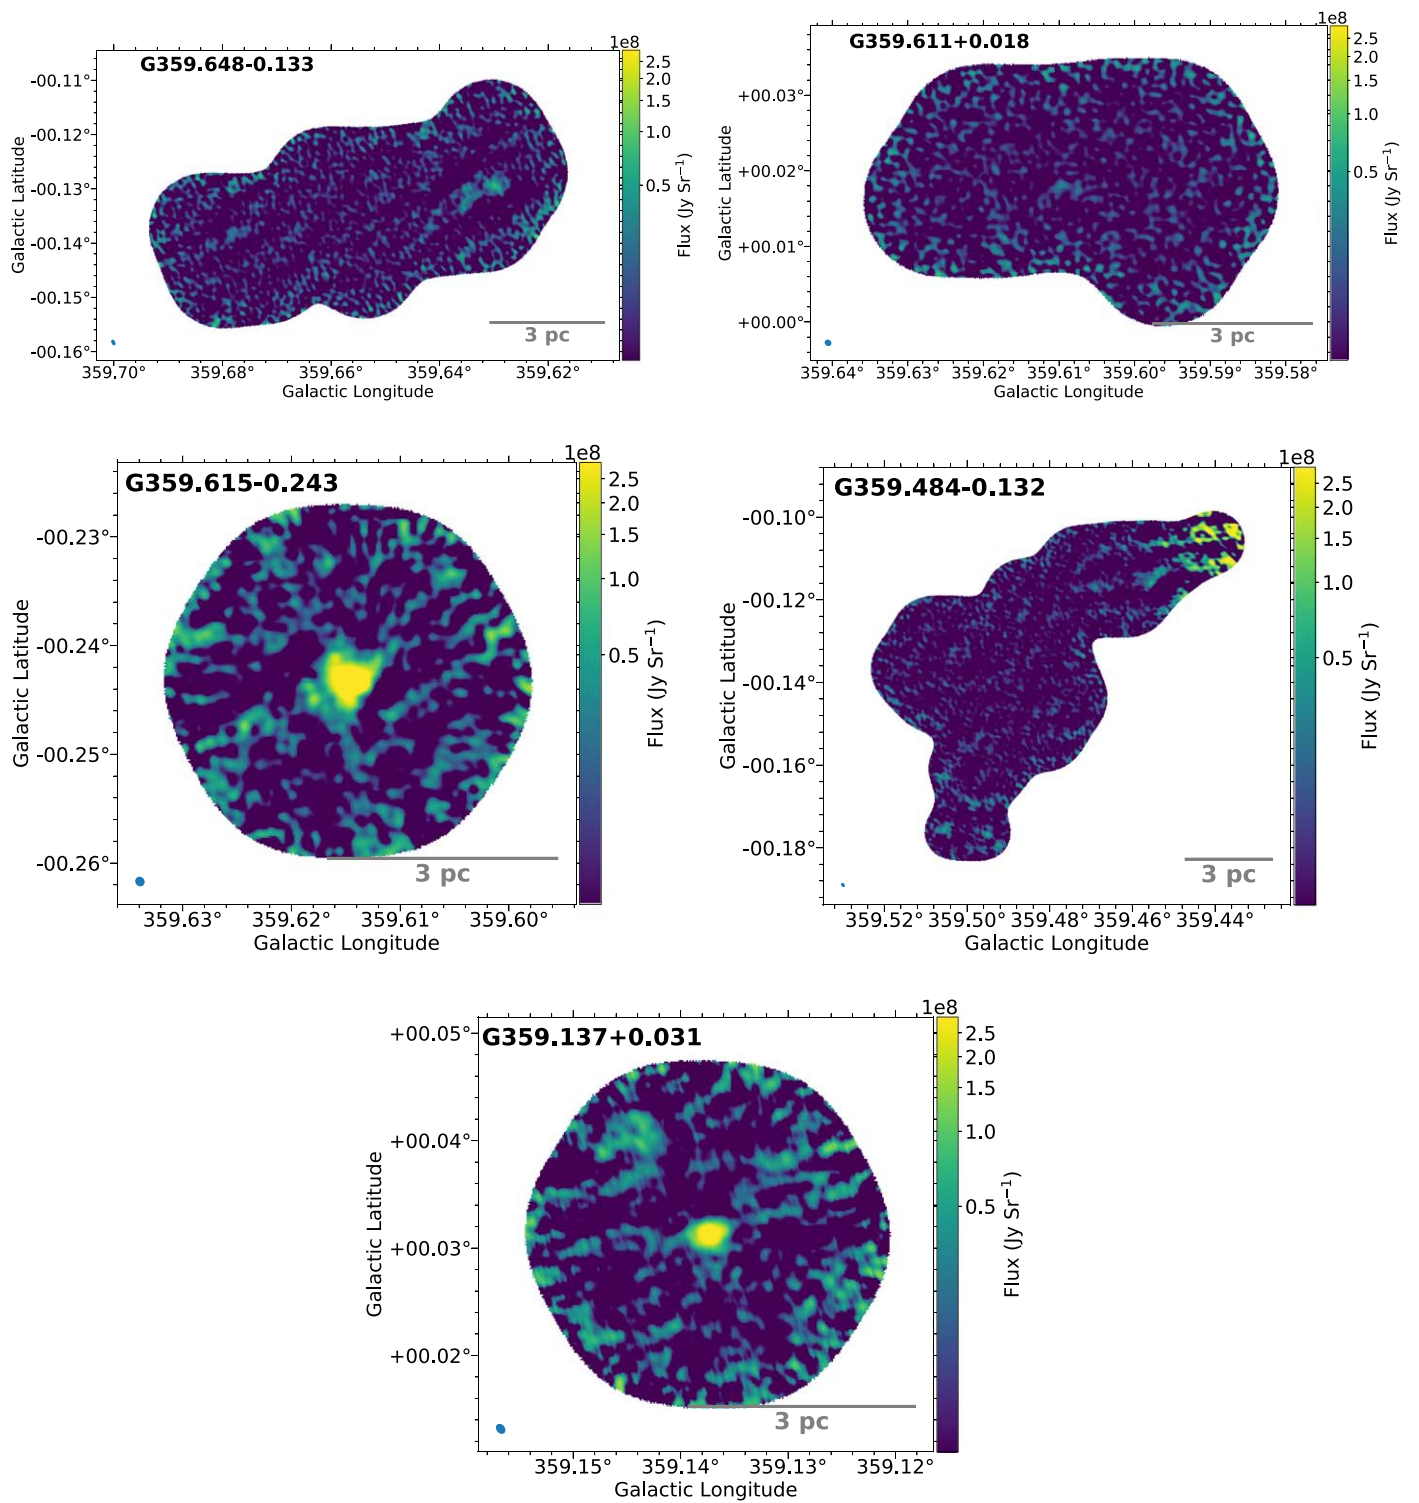 G359.648-0.133
1e8
-00.11°
-00.12°
-00.13°
-00.14°
-00.15°
-00.16°
Galactic Latitude
359.70° 359.68° 359.66° 359.64° 359.62°
Galactic Longitude
3 pc
2.5
2.0
1.5
1.0
0.5
Flux (Jy Sr⁻¹)
G359.611+0.018
1e8
+00.03°
+00.02°
+00.01°
+00.00°
Galactic Latitude
359.64° 359.63° 359.62° 359.61° 359.60° 359.59° 359.58°
Galactic Longitude
3 pc
2.5
2.0
1.5
1.0
0.5
Flux (Jy Sr⁻¹)
G359.615-0.243
1e8
-00.23°
-00.24°
-00.25°
-00.26°
Galactic Latitude
359.63° 359.62° 359.61° 359.60°
Galactic Longitude
3 pc
2.5
2.0
1.5
1.0
0.5
Flux (Jy Sr⁻¹)
G359.484-0.132
1e8
-00.10°
-00.12°
-00.14°
-00.16°
-00.18°
Galactic Latitude
359.52° 359.50° 359.48° 359.46° 359.44°
Galactic Longitude
3 pc
2.5
2.0
1.5
1.0
0.5
Flux (Jy Sr⁻¹)
G359.137+0.031
1e8
+00.05°
+00.04°
+00.03°
+00.02°
Galactic Latitude
359.15° 359.14° 359.13° 359.12°
Galactic Longitude
3 pc
2.5
2.0
1.5
1.0
0.5
Flux (Jy Sr⁻¹)